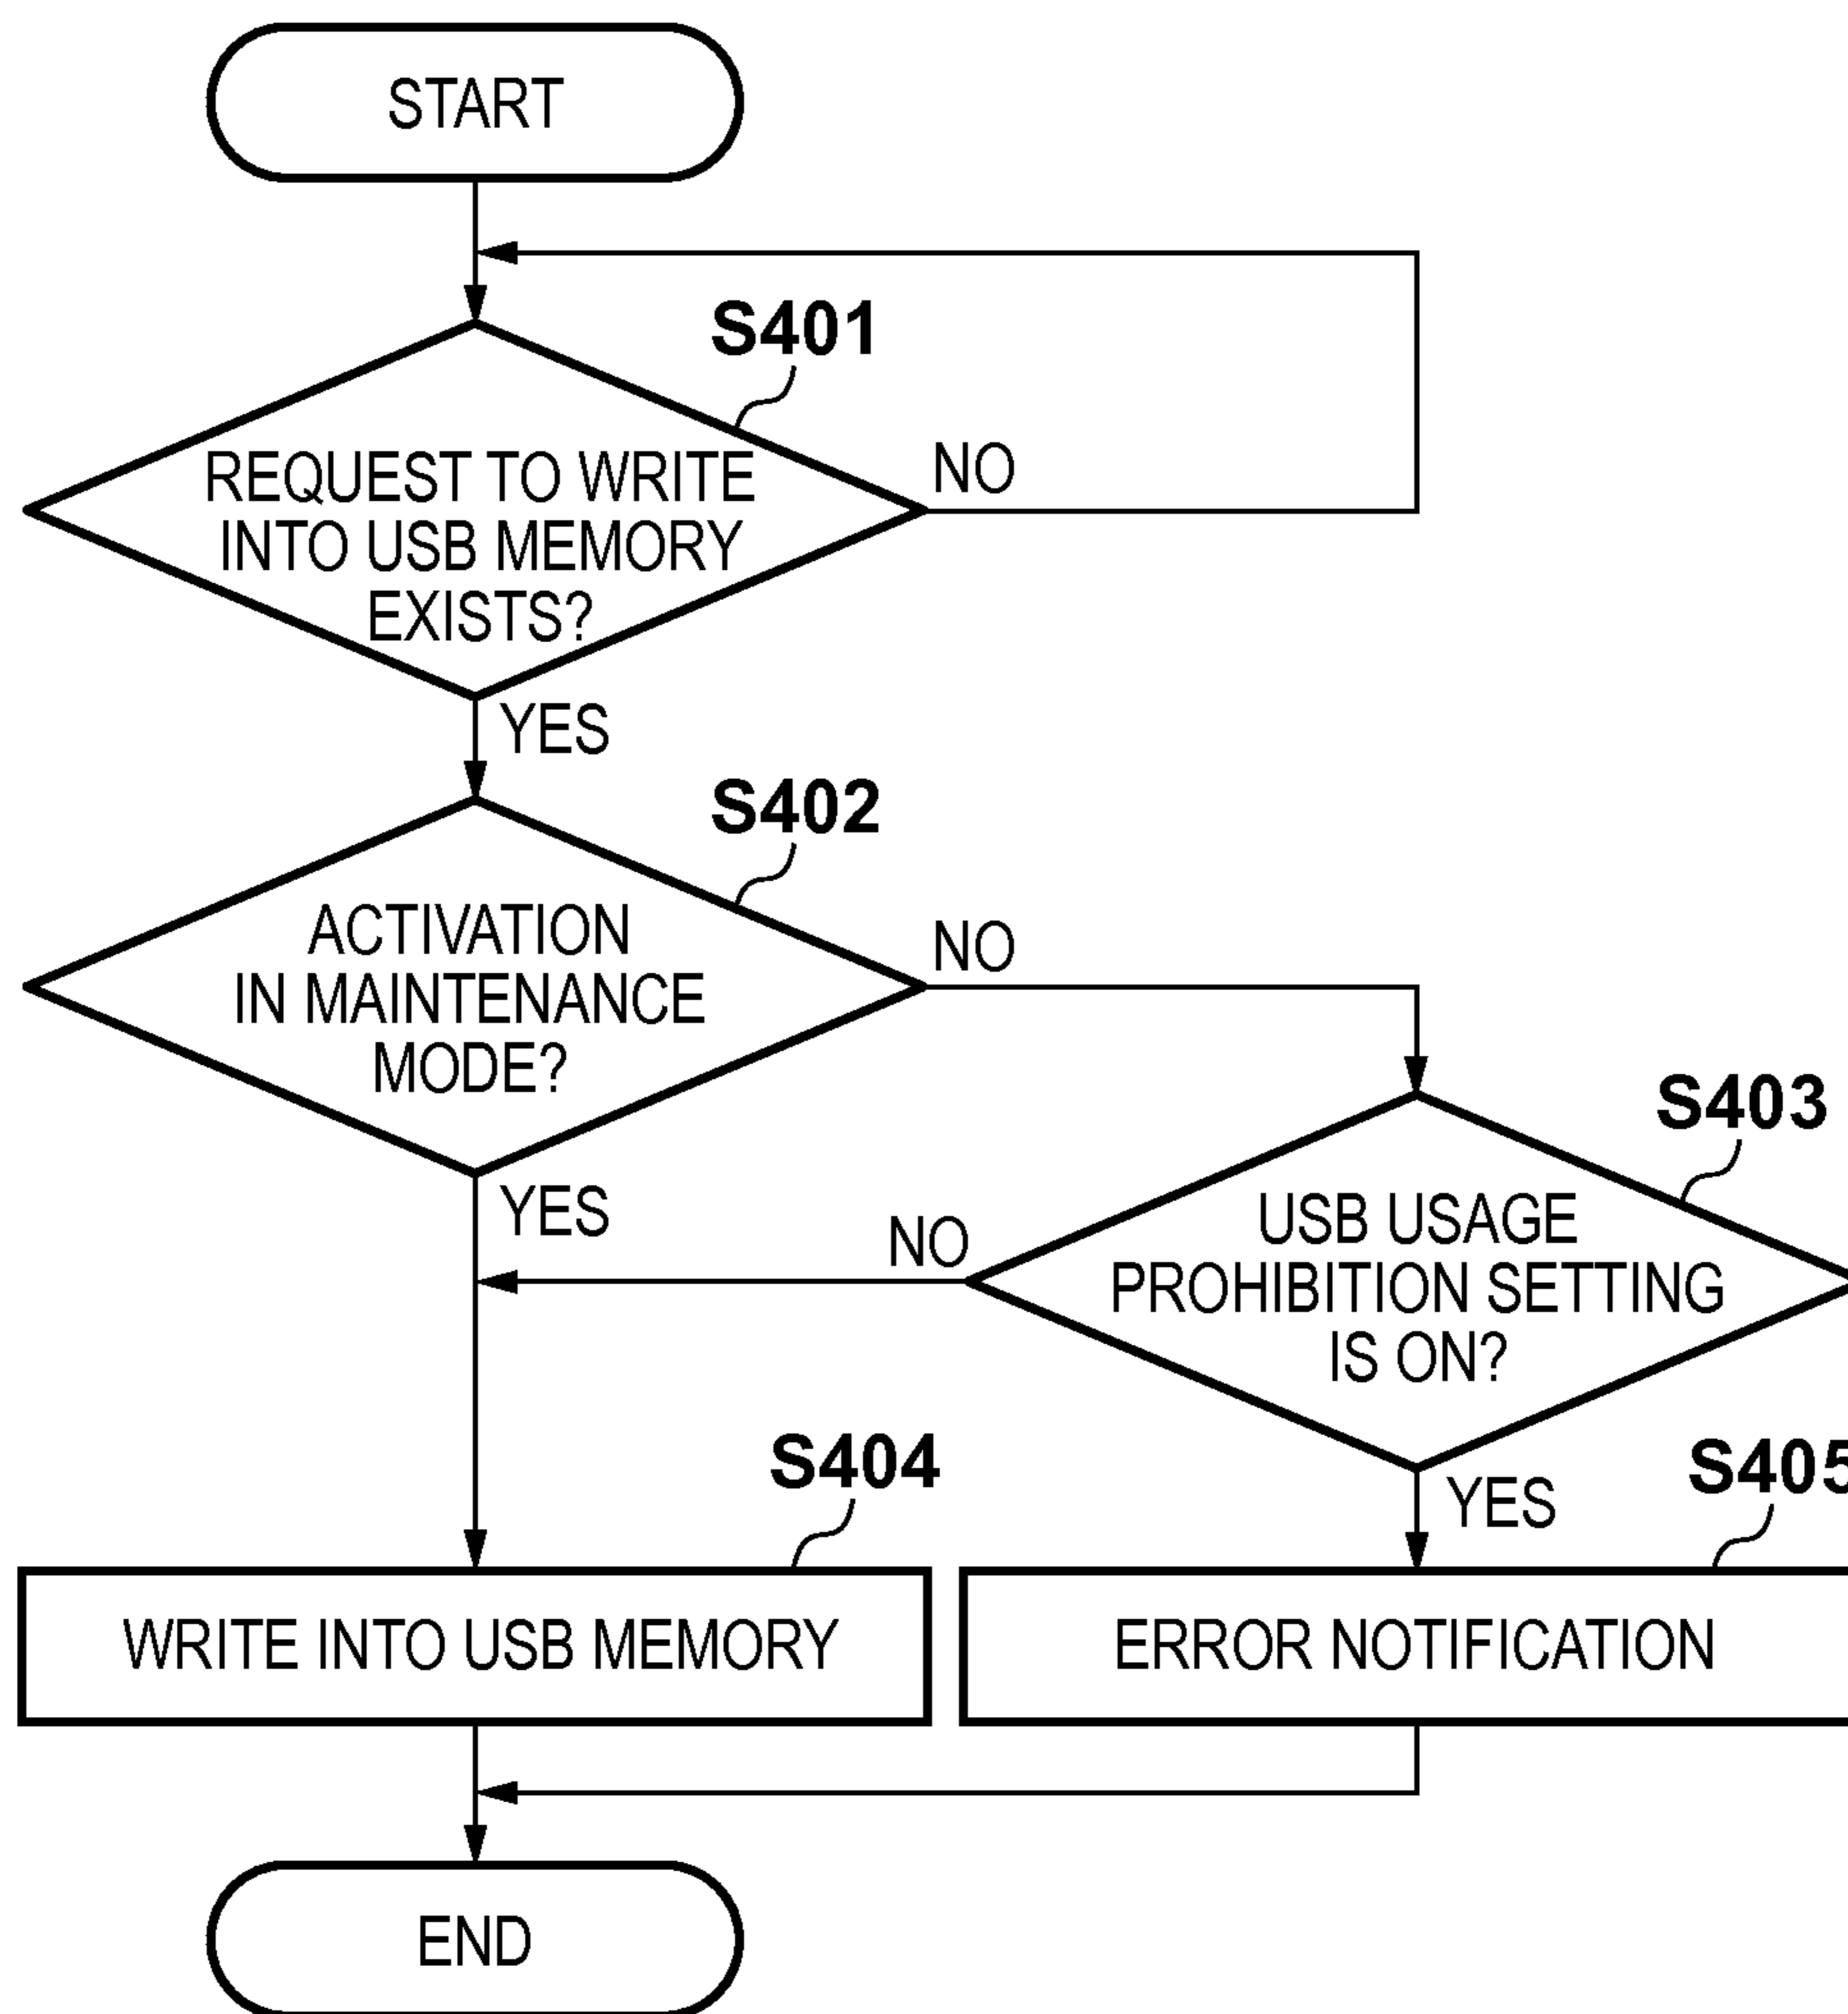 START
S401
REQUEST TO WRITE
INTO USB MEMORY
EXISTS?
NO
YES
S402
ACTIVATION
IN MAINTENANCE
MODE?
NO
YES
S403
USB USAGE
PROHIBITION SETTING
IS ON?
NO
YES
S404
WRITE INTO USB MEMORY
S405
ERROR NOTIFICATION
END